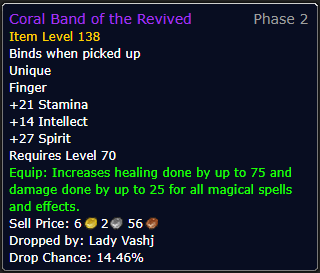 Coral Band of the Revived Phase 2
Item Level 138
Binds when picked up
Unique
Finger
+21 Stamina
+14 Intellect
+27 Spirit
Requires Level 70
Equip: Increases healing done by up to 75 and
damage done by up to 25 for all magical spells
and effects.
Sell Price: 6 2 56
Dropped by: Lady Vashj
Drop Chance: 14.46%